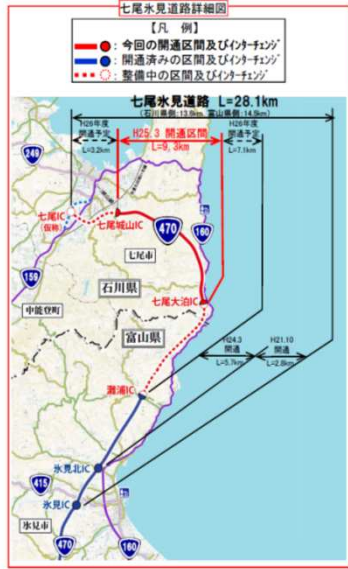 七尾氷見道路詳細図
【凡 例】
：今回の開通区間及びインターチェンジ
：開通済みの区間及びインターチェンジ
：整備中の区間及びインターチェンジ
七尾氷見道路 L=28.1km
(石川県側:13.6km 富山県側:14.5km)
H26年度
開通予定
L=3.2km
H25.3 開通区間
L=9.3km
H26年度
開通予定
L=7.1km
249
七尾IC
(仮称)
七尾城山IC
470
160
159
七尾市
石川県
中能登町
七尾大泊IC
富山県
H24.3
開通
L=5.7km
H21.10
開通
L=2.8km
灘浦IC
氷見北IC
415
氷見IC
氷見市
470
160